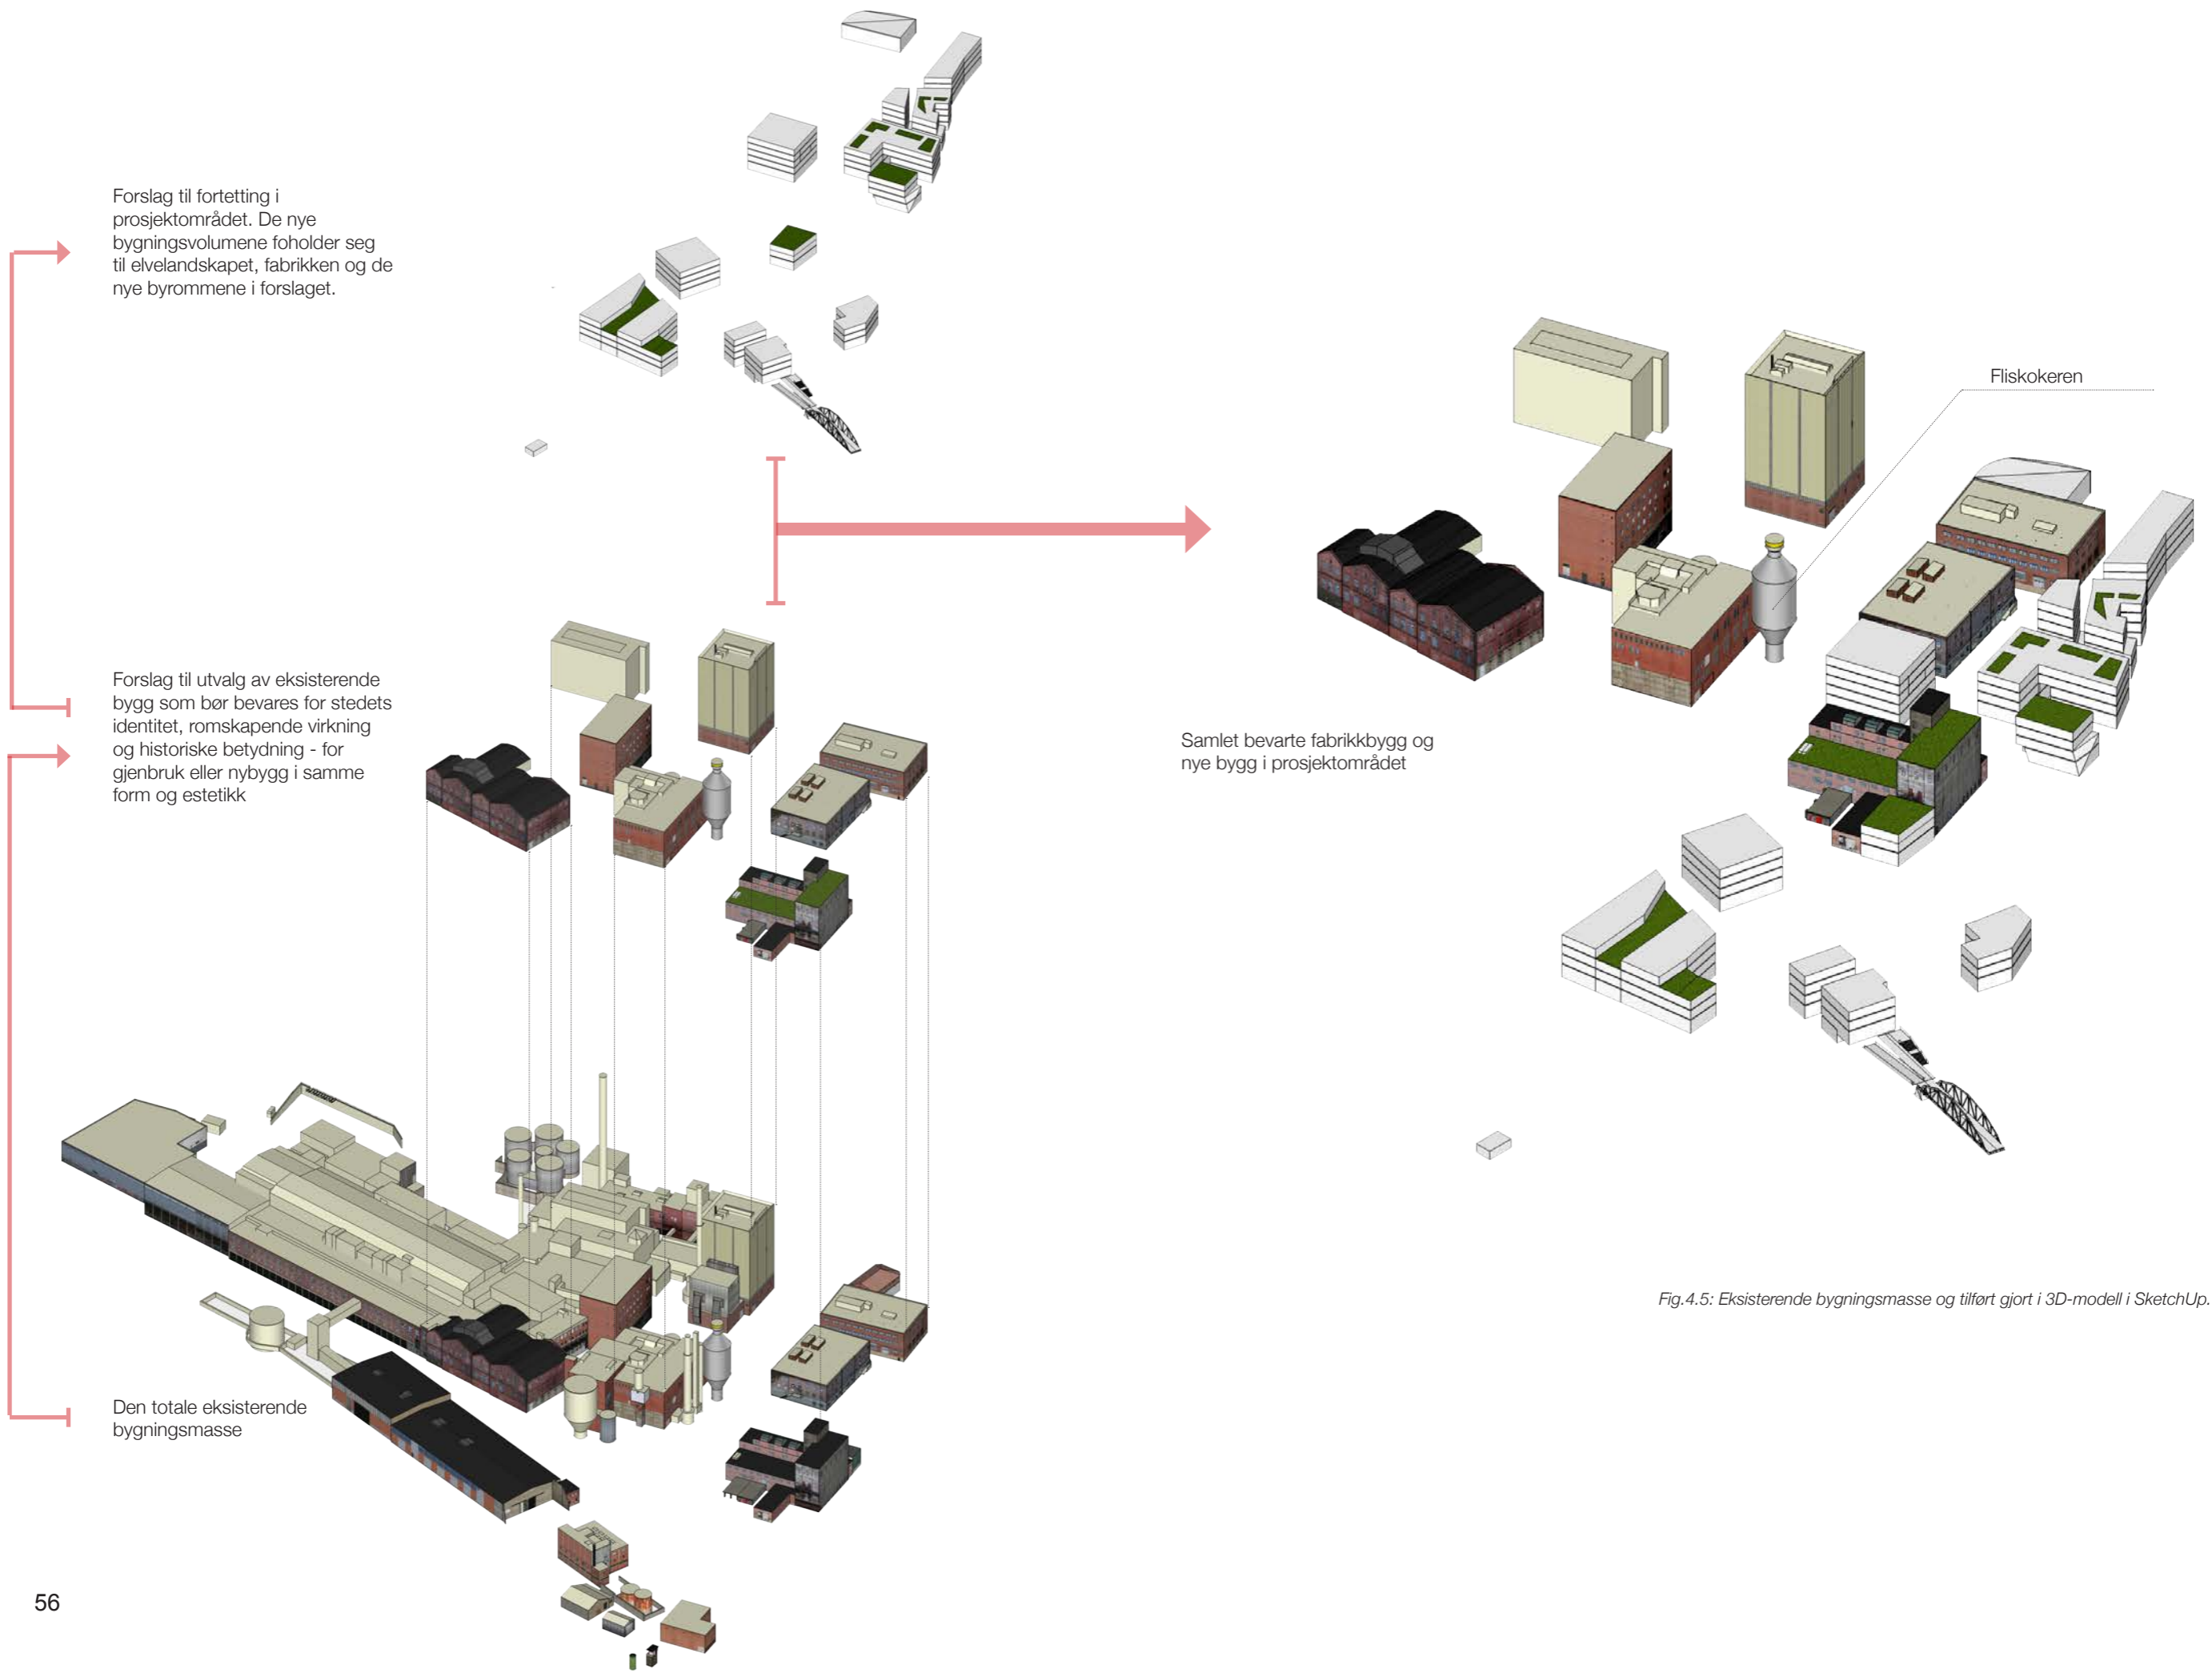 Forslag til fortetting i
prosjektområdet. De nye
bygningsvolumene foholder seg
til elvelandskapet, fabrikken og de
nye byrommene i forslaget.
Fliskokeren
Forslag til utvalg av eksisterende
bygg som bør bevares for stedets
identitet, romskapende virkning
og historiske betydning - for
gjenbruk eller nybygg i samme
form og estetikk
Samlet bevarte fabrikkbygg og
nye bygg i prosjektområdet
Fig.4.5: Eksisterende bygningsmasse og tilført gjort i 3D-modell i SketchUp.
Den totale eksisterende
bygningsmasse
56